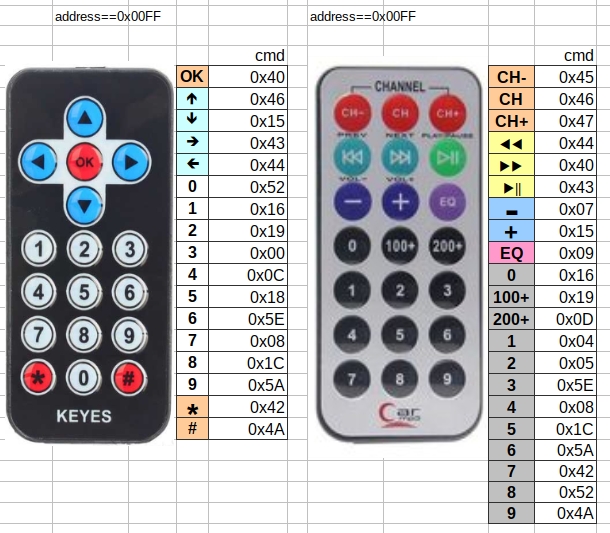 address==0x00FF
address==0x00FF
cmd
OK 0x40
🡱 0x46
🡳 0x15
🡲 0x43
🡰 0x44
0 0x52
1 0x16
2 0x19
3 0x00
4 0x0C
5 0x18
6 0x5E
7 0x08
8 0x1C
9 0x5A
* 0x42
# 0x4A
OK
1 2 3
4 5 6
7 8 9
* 0 #
KEYES
CHANNEL
CH- CH CH+
PREV NEXT PLAY/PAUSE
VOL- VOL+
− + EQ
0 100+ 200+
1 2 3
4 5 6
7 8 9
Car
mp3
cmd
CH- 0x45
CH 0x46
CH+ 0x47
◄◄ 0x44
►► 0x40
►|| 0x43
- 0x07
+ 0x15
EQ 0x09
0 0x16
100+ 0x19
200+ 0x0D
1 0x04
2 0x05
3 0x5E
4 0x08
5 0x1C
6 0x5A
7 0x42
8 0x52
9 0x4A